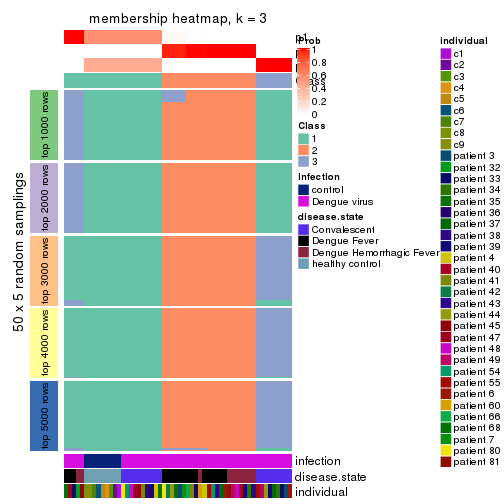 membership heatmap, k = 3
p1
Prob
1
0.8
0.6
0.4
0.2
0
Class
1
2
3
infection
control
Dengue virus
disease.state
Convalescent
Dengue Fever
Dengue Hemorrhagic Fever
healthy control
individual
c1
c2
c3
c4
c5
c6
c7
c8
c9
patient 3
patient 32
patient 33
patient 34
patient 35
patient 36
patient 37
patient 38
patient 39
patient 4
patient 40
patient 41
patient 42
patient 43
patient 44
patient 45
patient 47
patient 48
patient 49
patient 54
patient 55
patient 6
patient 60
patient 66
patient 68
patient 7
patient 80
patient 81
50 x 5 random samplings
top 1000 rows
top 2000 rows
top 3000 rows
top 4000 rows
top 5000 rows
infection
disease.state
individual